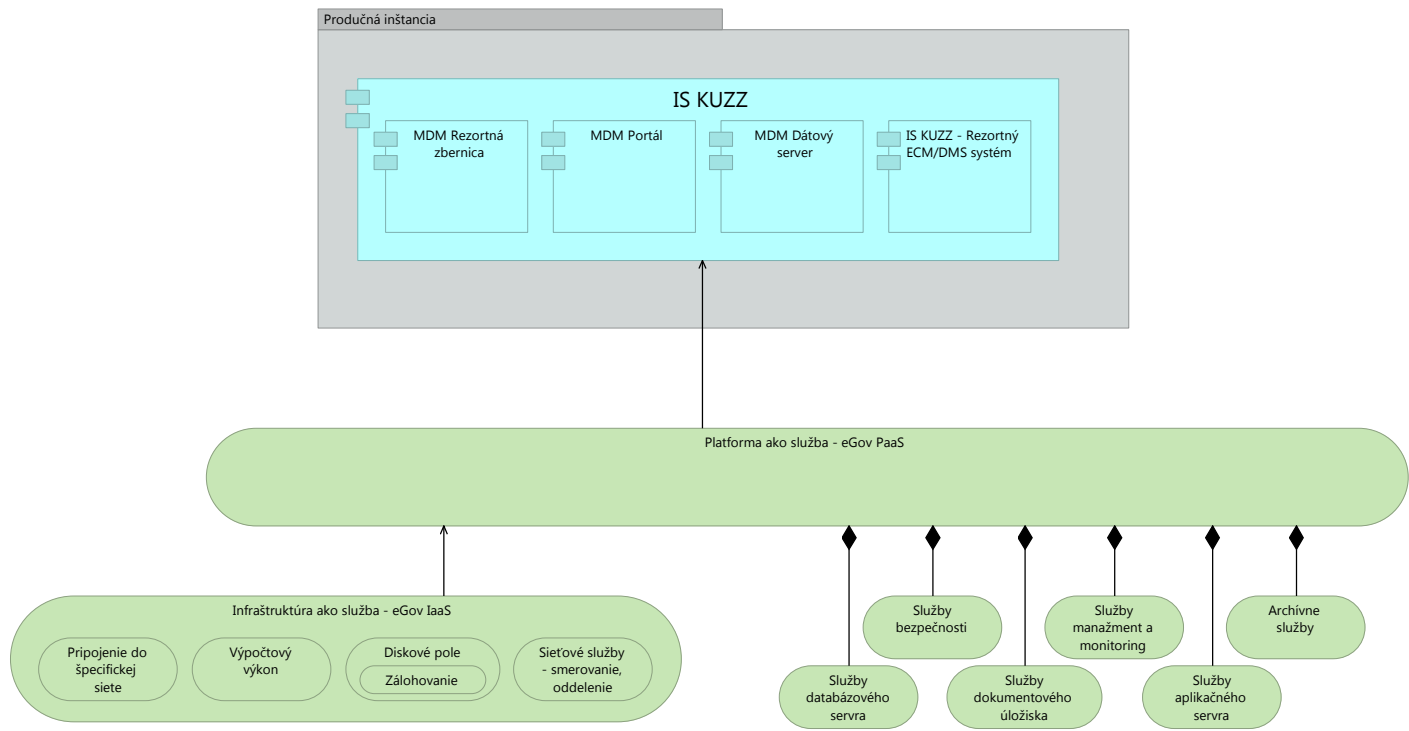 Produčná inštancia
IS KUZZ
MDM Rezortná
zbernica
MDM Portál
MDM Dátový
server
IS KUZZ - Rezortný
ECM/DMS systém
Platforma ako služba - eGov PaaS
Infraštruktúra ako služba - eGov IaaS
Pripojenie do
špecifickej
siete
Výpočtový
výkon
Diskové pole
Zálohovanie
Sieťové služby
- smerovanie,
oddelenie
Služby
databázového
servra
Služby
bezpečnosti
Služby
dokumentového
úložiska
Služby
manažment a
monitoring
Služby
aplikačného
servra
Archívne
služby